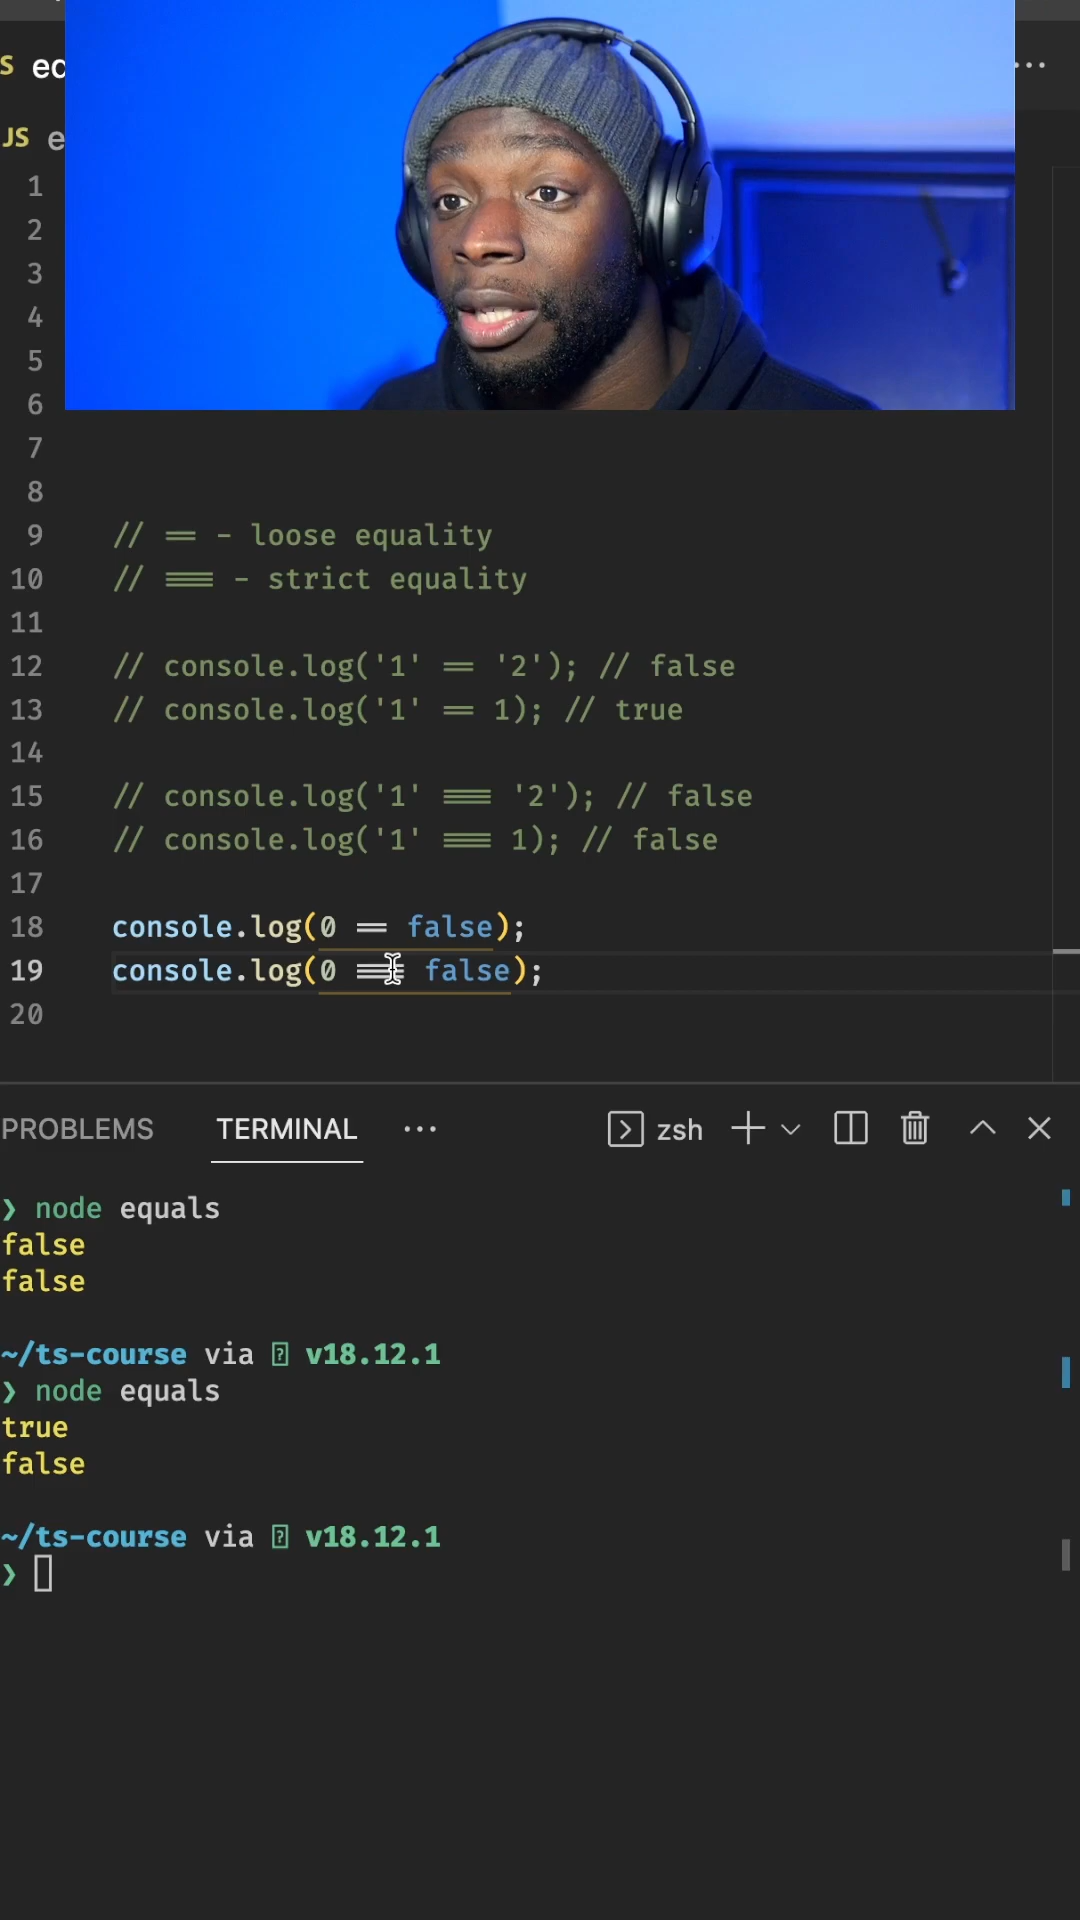 S ec
JS e
1
2
3
4
5
6
7
8
9 // == - loose equality
10 // === - strict equality
11
12 // console.log('1' == '2'); // false
13 // console.log('1' == 1); // true
14
15 // console.log('1' === '2'); // false
16 // console.log('1' === 1); // false
17
18 console.log(0 == false);
19 console.log(0 === false);
20
PROBLEMS TERMINAL ... zsh
❯ node equals
false
false
~/ts-course via v18.12.1
❯ node equals
true
false
~/ts-course via v18.12.1
❯